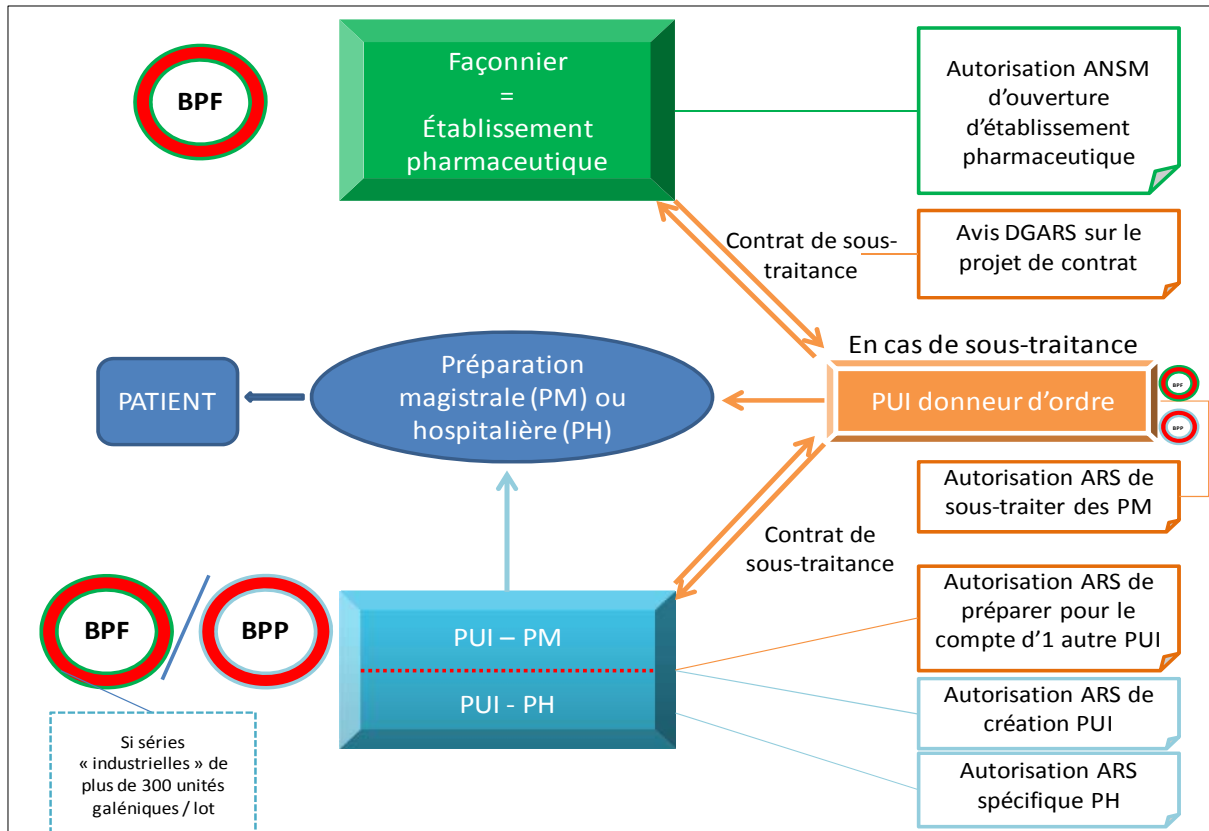 BPF
Façonnier
=
Établissement
pharmaceutique
Autorisation ANSM
d’ouverture
d’établissement
pharmaceutique
Contrat de sous-
traitance
Avis DGARS sur le
projet de contrat
En cas de sous-traitance
PUI donneur d’ordre
BPF
BPP
Préparation
magistrale (PM) ou
hospitalière (PH)
PATIENT
Autorisation ARS de
sous-traiter des PM
Contrat de
sous-traitance
BPF
BPP
PUI – PM
PUI - PH
Autorisation ARS de
préparer pour le
compte d’1 autre PUI
Autorisation ARS de
création PUI
Autorisation ARS
spécifique PH
Si séries
« industrielles » de
plus de 300 unités
galéniques / lot